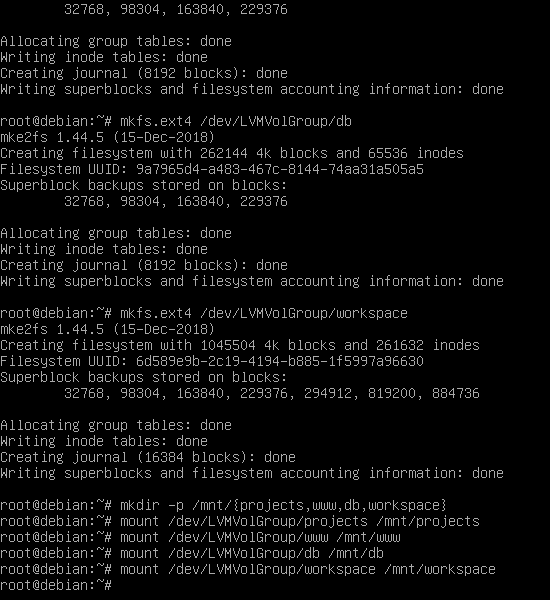 32768, 98304, 163840, 229376
Allocating group tables: done
Writing inode tables: done
Creating journal (8192 blocks): done
Writing superblocks and filesystem accounting information: done
root@debian:~# mkfs.ext4 /dev/LVMVolGroup/db
mke2fs 1.44.5 (15-Dec-2018)
Creating filesystem with 262144 4k blocks and 65536 inodes
Filesystem UUID: 9a7965d4-a483-467c-8144-74aa31a505a5
Superblock backups stored on blocks:
32768, 98304, 163840, 229376
Allocating group tables: done
Writing inode tables: done
Creating journal (8192 blocks): done
Writing superblocks and filesystem accounting information: done
root@debian:~# mkfs.ext4 /dev/LVMVolGroup/workspace
mke2fs 1.44.5 (15-Dec-2018)
Creating filesystem with 1045504 4k blocks and 261632 inodes
Filesystem UUID: 6d589e9b-2c19-4194-b885-1f5997a96630
Superblock backups stored on blocks:
32768, 98304, 163840, 229376, 294912, 819200, 884736
Allocating group tables: done
Writing inode tables: done
Creating journal (16384 blocks): done
Writing superblocks and filesystem accounting information: done
root@debian:~# mkdir -p /mnt/{projects,www,db,workspace}
root@debian:~# mount /dev/LVMVolGroup/projects /mnt/projects
root@debian:~# mount /dev/LVMVolGroup/www /mnt/www
root@debian:~# mount /dev/LVMVolGroup/db /mnt/db
root@debian:~# mount /dev/LVMVolGroup/workspace /mnt/workspace
root@debian:~#